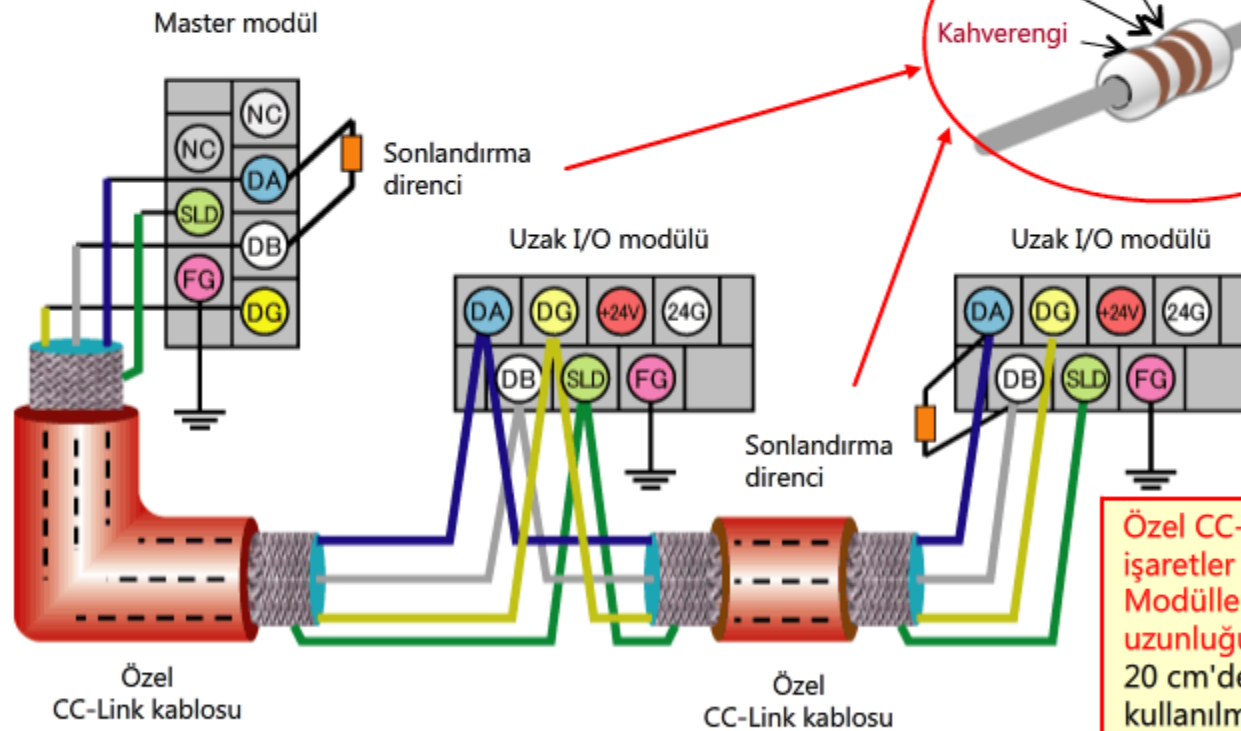 Master modül
Kahverengi
NC
NC
DA
SLD
DB
FG
DG
Sonlandırma
direnci
Uzak I/O modülü
DA
DG
+24V
24G
DB
SLD
FG
Uzak I/O modülü
DA
DG
+24V
24G
DB
SLD
FG
Sonlandırma
direnci
Özel CC-
işaretler
Modülle
uzunluğu
20 cm'de
kullanılm
Özel
CC-Link kablosu
Özel
CC-Link kablosu